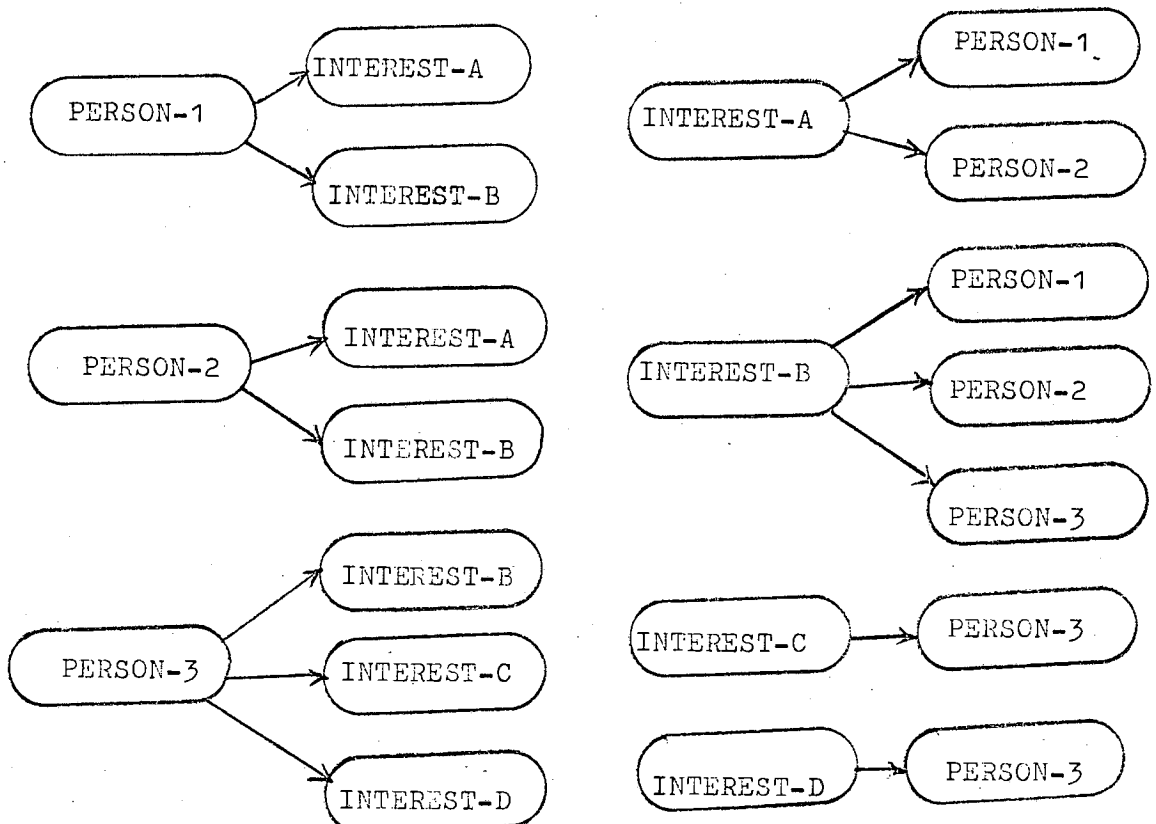 PERSON-1
INTEREST-A
INTEREST-B
PERSON-2
INTEREST-A
INTEREST-B
PERSON-3
INTEREST-B
INTEREST-C
INTEREST-D
INTEREST-A
PERSON-1
PERSON-2
INTEREST-B
PERSON-1
PERSON-2
PERSON-3
INTEREST-C
PERSON-3
INTEREST-D
PERSON-3